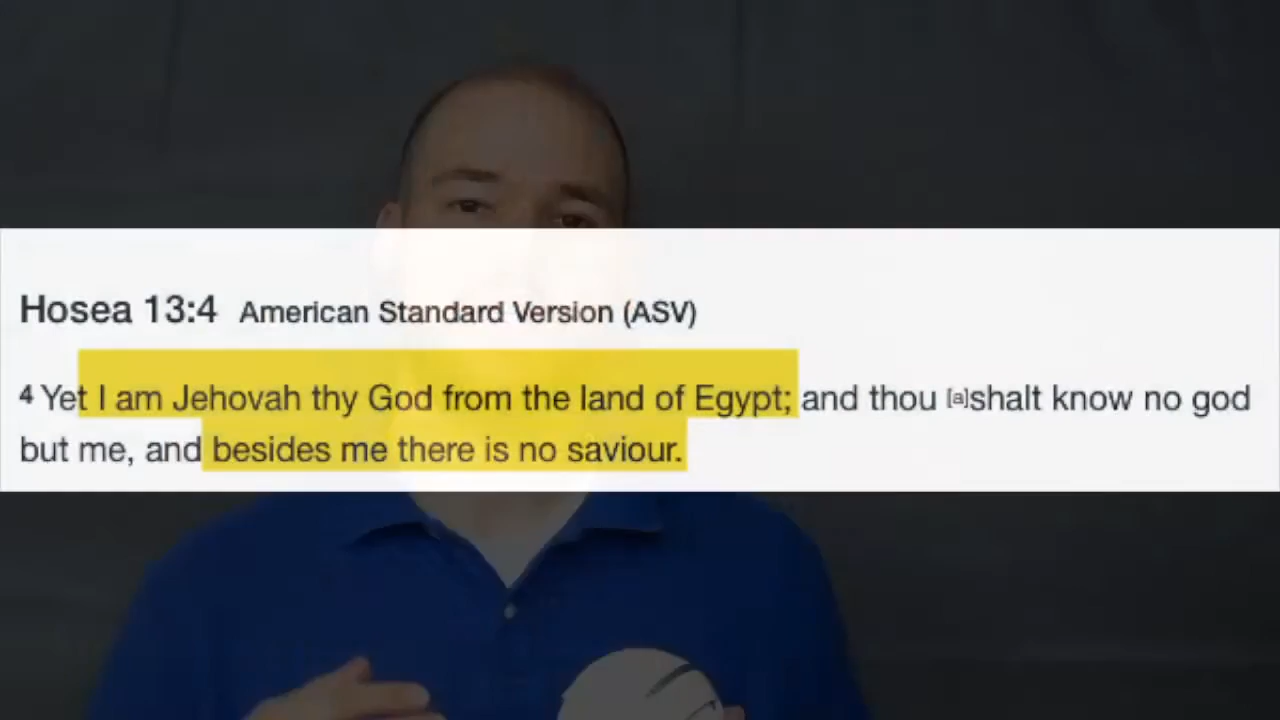 Hosea 13:4 American Standard Version (ASV)
4 Yet I am Jehovah thy God from the land of Egypt; and thou [a]shalt know no god
but me, and besides me there is no saviour.